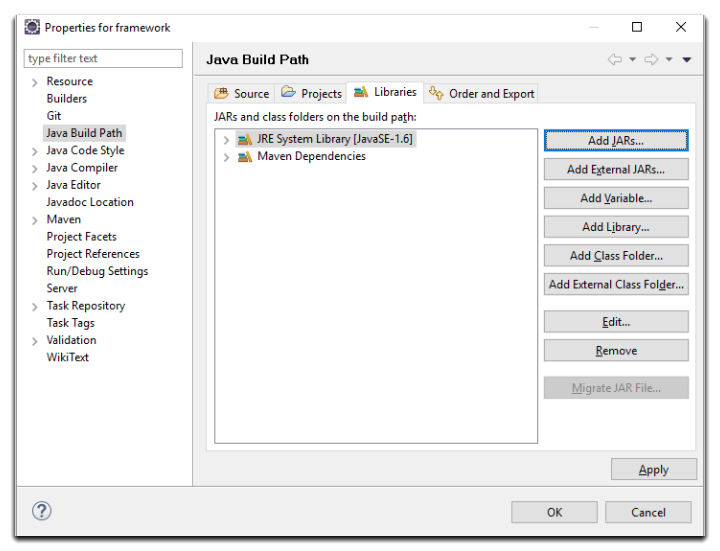 Properties for framework
type filter text
Resource
Builders
Git
Java Build Path
Java Code Style
Java Compiler
Java Editor
Javadoc Location
Maven
Project Facets
Project References
Run/Debug Settings
Server
Task Repository
Task Tags
Validation
WikiText
Java Build Path
Source Projects Libraries Order and Export
JARs and class folders on the build path:
JRE System Library [JavaSE-1.6]
Maven Dependencies
Add JARs...
Add External JARs...
Add Variable...
Add Library...
Add Class Folder...
Add External Class Folder...
Edit...
Remove
Migrate JAR File...
Apply
?
OK
Cancel